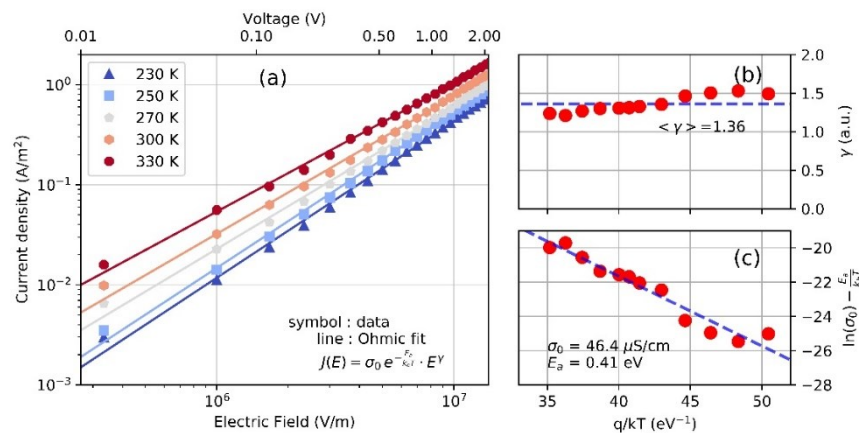 Voltage (V)
0.01 0.10 0.50 1.00 2.00
(a)
230 K
250 K
270 K
300 K
330 K
10⁰
10⁻¹
10⁻²
10⁻³
Current density (A/m²)
symbol : data
line : Ohmic fit
J(E) = σ₀ e^{-Eₐ/k_bT} · E^γ
10⁶ 10⁷
Electric Field (V/m)
(b)
<γ> =1.36
2.0
1.5
1.0
0.5
0.0
γ (a.u.)
(c)
σ₀ = 46.4 μS/cm
Eₐ = 0.41 eV
−20
−22
−24
−26
−28
ln(σ₀) −
35 40 45 50
q/kT (eV⁻¹)